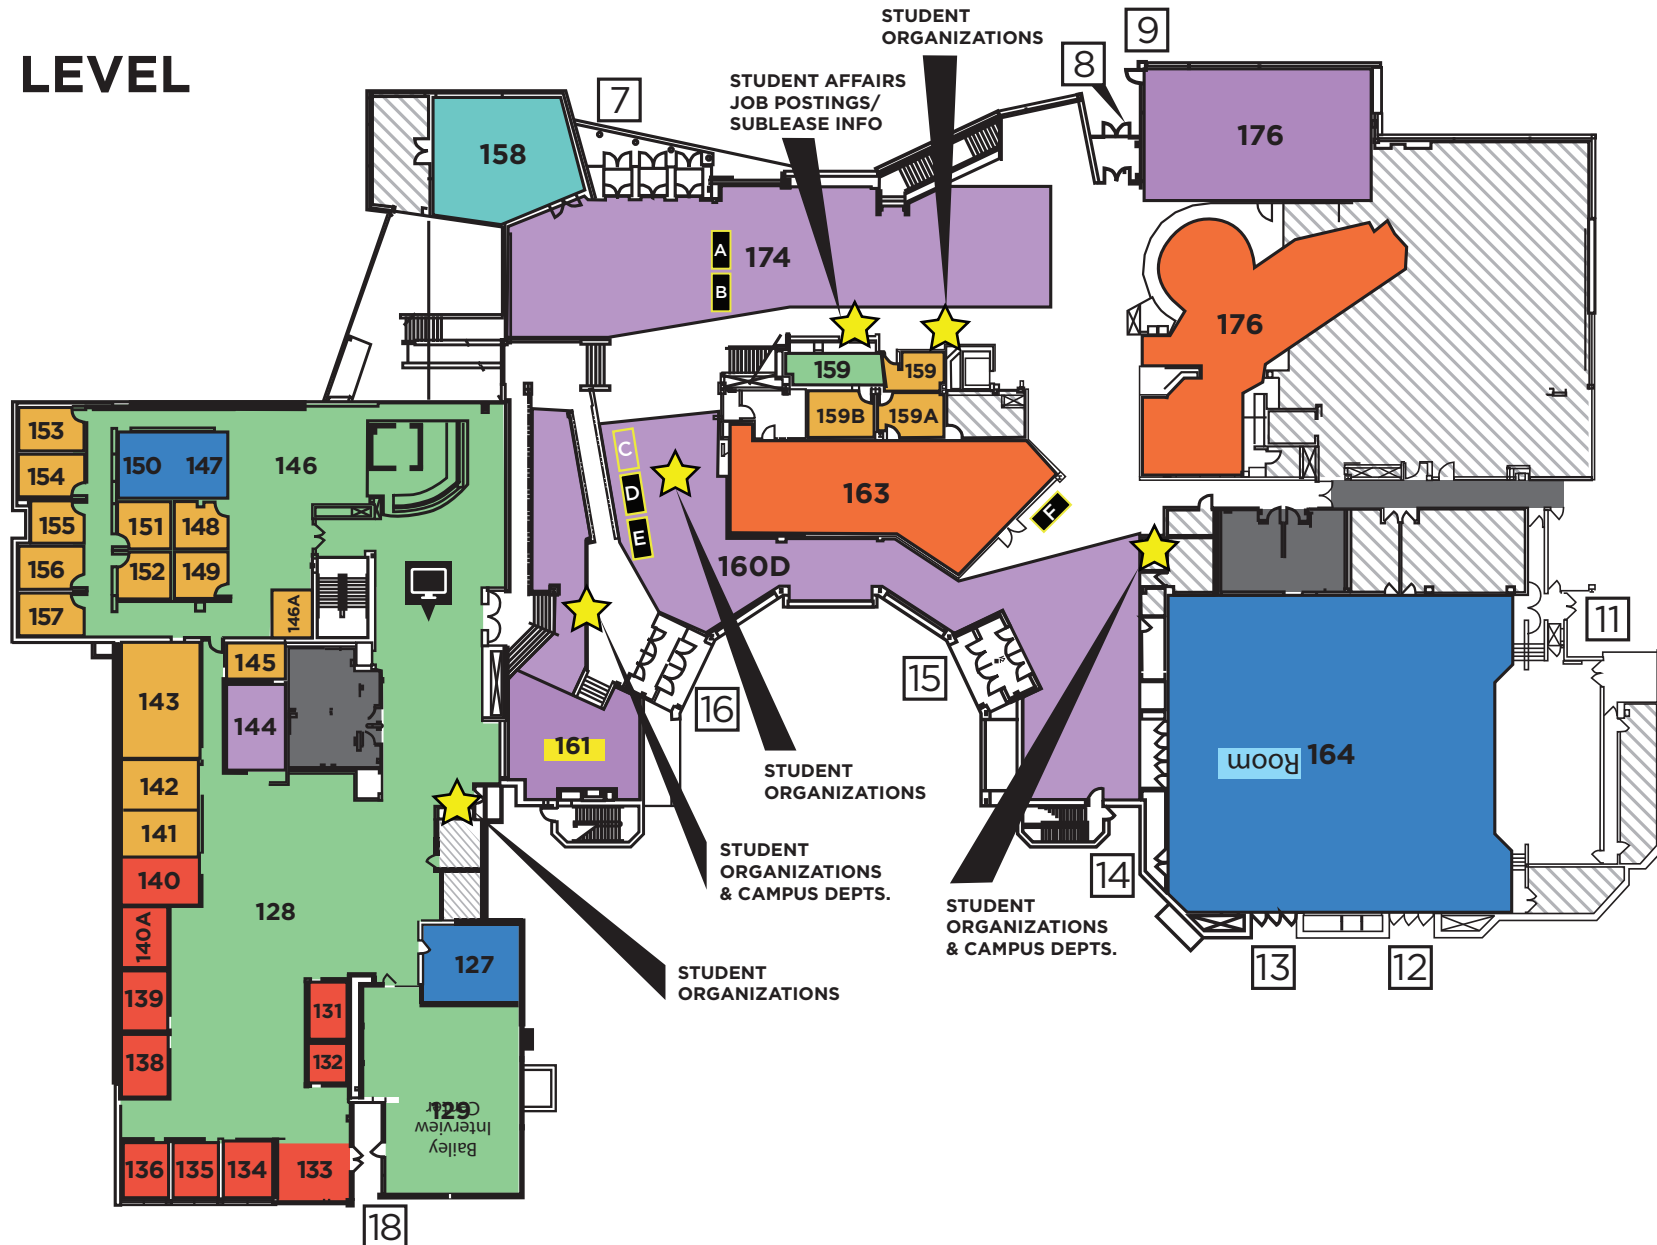 LEVEL
STUDENT
ORGANIZATIONS
9
8
STUDENT AFFAIRS
JOB POSTINGS/
SUBLEASE INFO
7
158
176
A
174
B
176
159
159
159B
159A
153
154
155
156
157
150 147
146
151
148
152
149
146A
C
D
E
163
F
160D
145
144
143
142
141
140
140A
139
138
128
131
132
136
135
134
133
127
129
Bailey
Interview
Center
161
16
15
11
Room
164
14
13
12
18
STUDENT
ORGANIZATIONS
STUDENT
ORGANIZATIONS
& CAMPUS DEPTS.
STUDENT
ORGANIZATIONS
& CAMPUS DEPTS.
STUDENT
ORGANIZATIONS